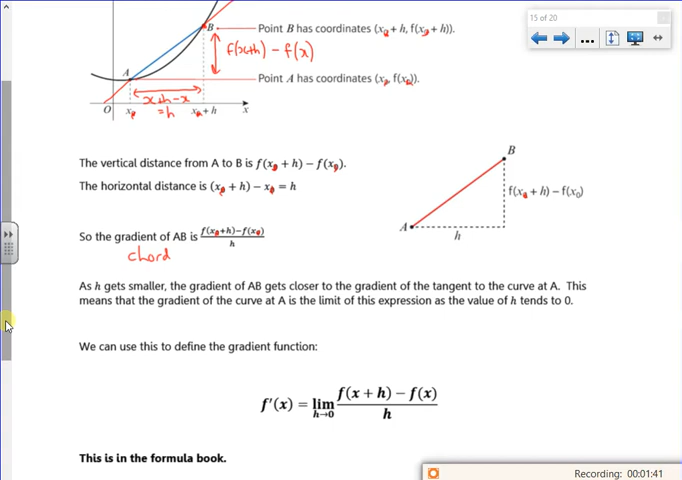 B
Point B has coordinates (x₀ + h, f(x₀ + h)).
f(x+h) - f(x)
A
Point A has coordinates (x₀, f(x₀)).
x+h-x
=h
O x₀ x₀ + h x
The vertical distance from A to B is f(x₀ + h) − f(x₀).
The horizontal distance is (x₀ + h) − x₀ = h
B
f(x₀ + h) − f(x₀)
A
h
So the gradient of AB is f(x₀+h)−f(x₀)
h
chord
As h gets smaller, the gradient of AB gets closer to the gradient of the tangent to the curve at A. This
means that the gradient of the curve at A is the limit of this expression as the value of h tends to 0.
We can use this to define the gradient function:
f′(x) = lim h→0 f(x + h) − f(x)
h
This is in the formula book.
15 of 20
...
Recording: 00:01:41